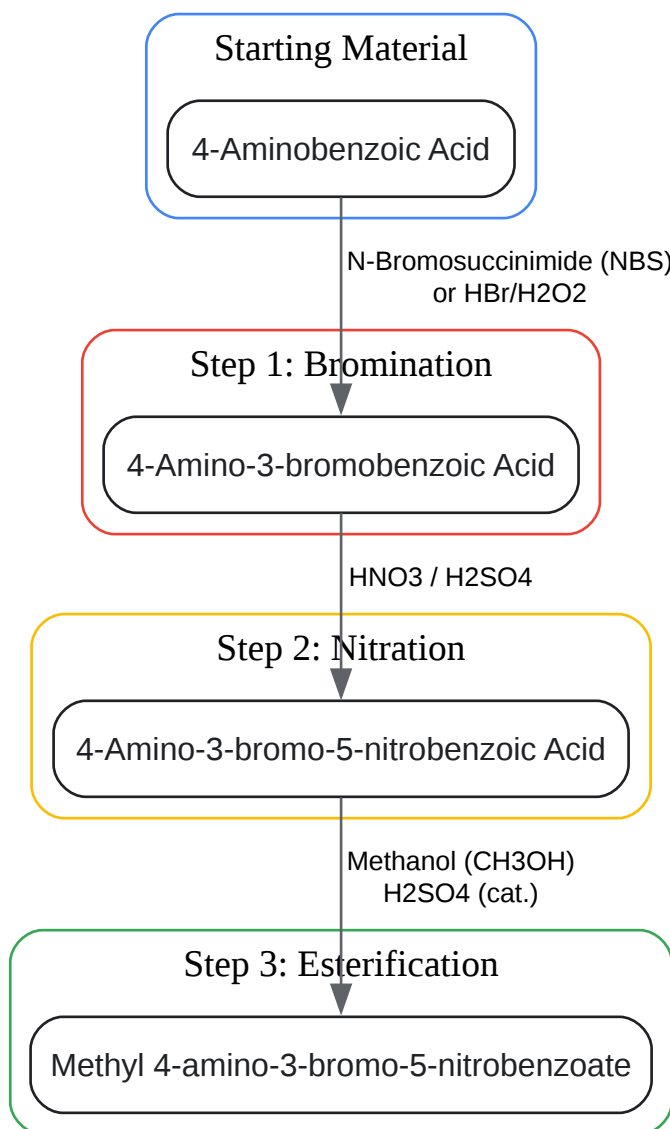 Starting Material
4-Aminobenzoic Acid
N-Bromosuccinimide (NBS)
or HBr/H2O2
Step 1: Bromination
4-Amino-3-bromobenzoic Acid
HNO3 / H2SO4
Step 2: Nitration
4-Amino-3-bromo-5-nitrobenzoic Acid
Methanol (CH3OH)
H2SO4 (cat.)
Step 3: Esterification
Methyl 4-amino-3-bromo-5-nitrobenzoate